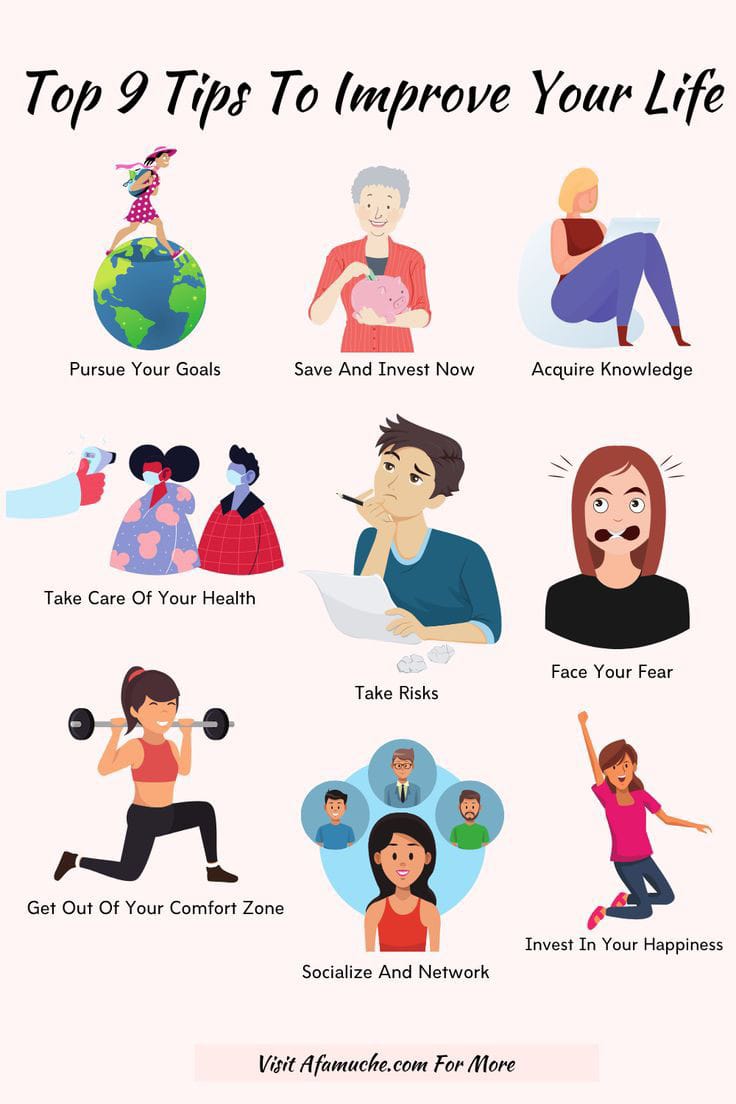 Top 9 Tips To Improve Your Life
Pursue Your Goals
Save And Invest Now
Acquire Knowledge
Take Care Of Your Health
Take Risks
Face Your Fear
Get Out Of Your Comfort Zone
Socialize And Network
Invest In Your Happiness
Visit Afamuche.com For More